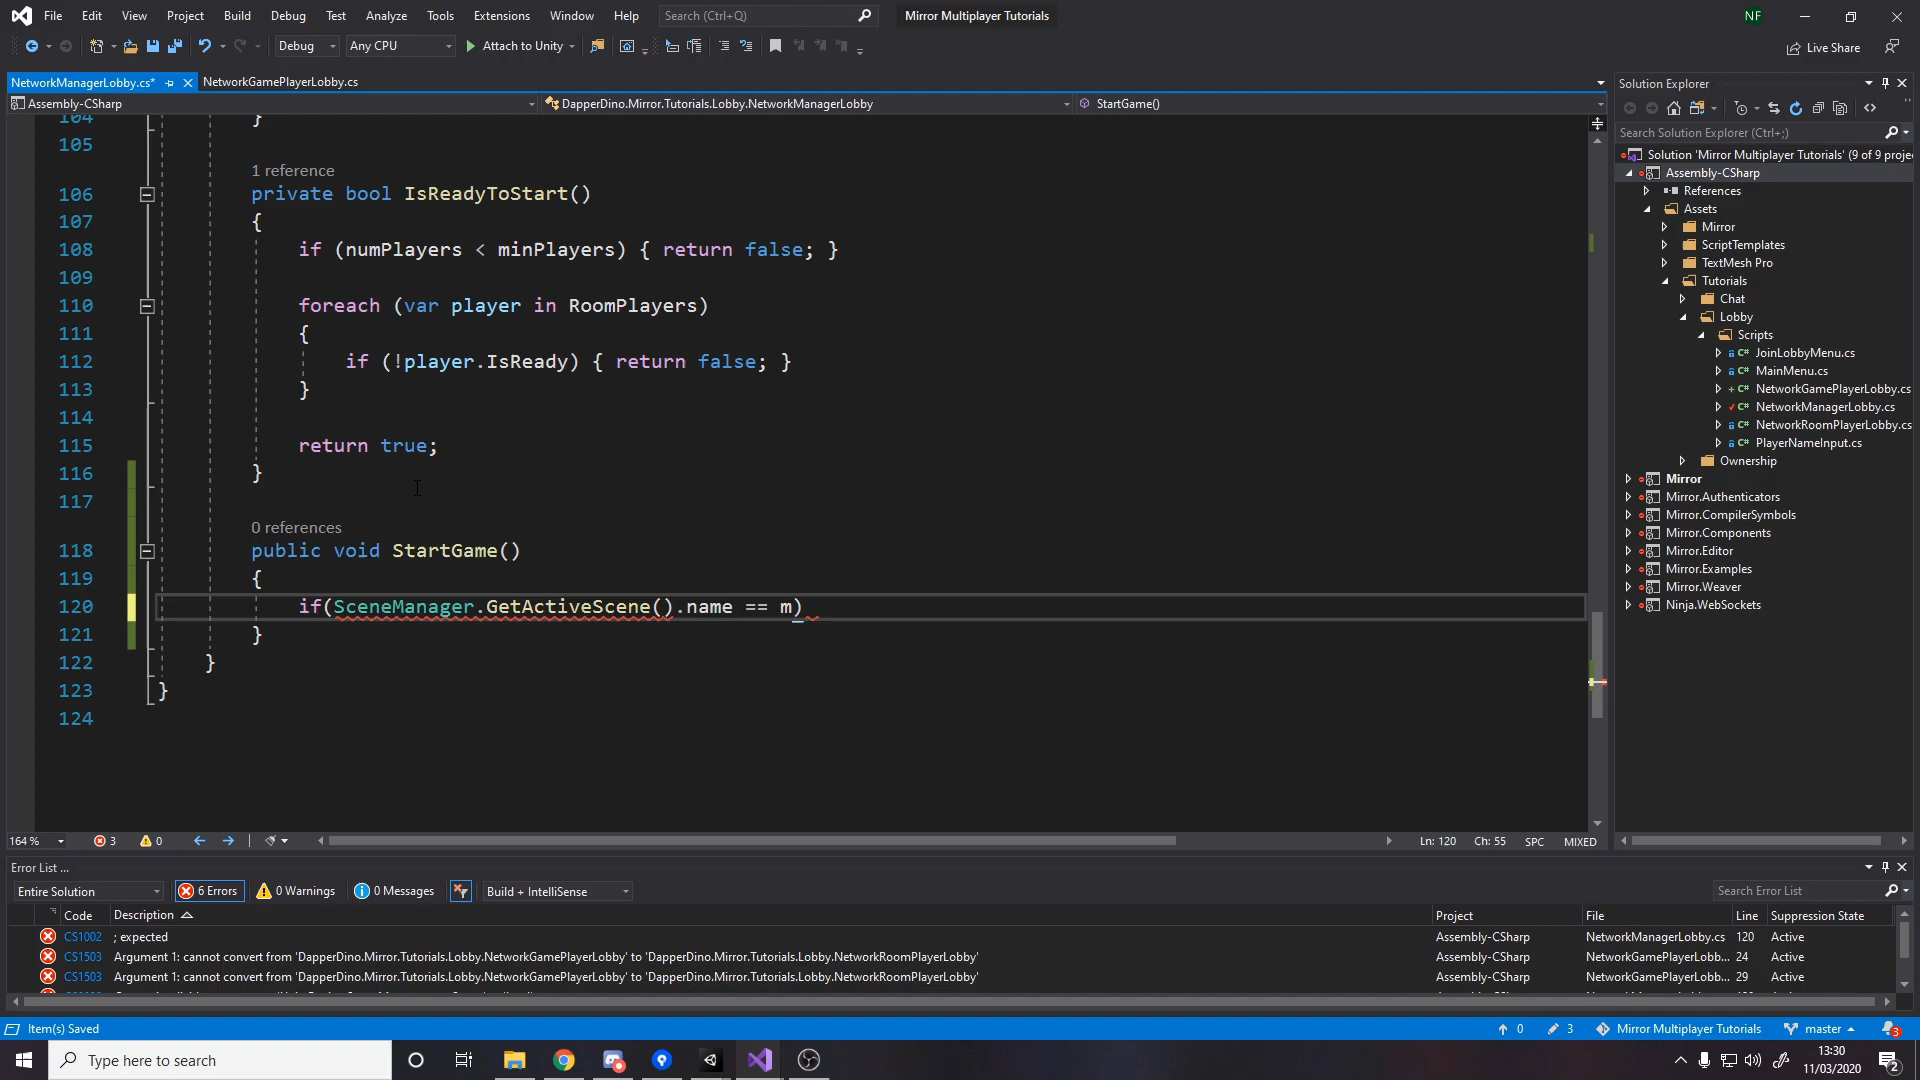 File Edit View Project Build Debug Test Analyze Tools Extensions Window Help Search (Ctrl+Q) Mirror Multiplayer Tutorials NF
Debug Any CPU Attach to Unity Live Share
NetworkManagerLobby.cs* NetworkGamePlayerLobby.cs
Assembly-CSharp DapperDino.Mirror.Tutorials.Lobby.NetworkManagerLobby StartGame()
104 }
105
1 reference
106 private bool IsReadyToStart()
107 {
108 if (numPlayers < minPlayers) { return false; }
109
110 foreach (var player in RoomPlayers)
111 {
112 if (!player.IsReady) { return false; }
113 }
114
115 return true;
116 }
117
0 references
118 public void StartGame()
119 {
120 if(SceneManager.GetActiveScene().name == m)
121 }
122 }
123 }
124
164 % 3 0 Ln: 120 Ch: 55 SPC MIXED
Solution Explorer
Search Solution Explorer (Ctrl+;)
Solution 'Mirror Multiplayer Tutorials' (9 of 9 proje
Assembly-CSharp
References
Assets
Mirror
ScriptTemplates
TextMesh Pro
Tutorials
Chat
Lobby
Scripts
JoinLobbyMenu.cs
MainMenu.cs
NetworkGamePlayerLobby.cs
NetworkManagerLobby.cs
NetworkRoomPlayerLobby.cs
PlayerNameInput.cs
Ownership
Mirror
Mirror.Authenticators
Mirror.CompilerSymbols
Mirror.Components
Mirror.Editor
Mirror.Examples
Mirror.Weaver
Ninja.WebSockets
Error List ...
Entire Solution 6 Errors 0 Warnings 0 Messages Build + IntelliSense Search Error List
Code Description Project File Line Suppression State
CS1002 ; expected Assembly-CSharp NetworkManagerLobby.cs 120 Active
CS1503 Argument 1: cannot convert from 'DapperDino.Mirror.Tutorials.Lobby.NetworkGamePlayerLobby' to 'DapperDino.Mirror.Tutorials.Lobby.NetworkRoomPlayerLobby' Assembly-CSharp NetworkGamePlayerLobb... 24 Active
CS1503 Argument 1: cannot convert from 'DapperDino.Mirror.Tutorials.Lobby.NetworkGamePlayerLobby' to 'DapperDino.Mirror.Tutorials.Lobby.NetworkRoomPlayerLobby' Assembly-CSharp NetworkGamePlayerLobb... 29 Active
Item(s) Saved 0 3 Mirror Multiplayer Tutorials master 3
Type here to search 13:30
11/03/2020 2